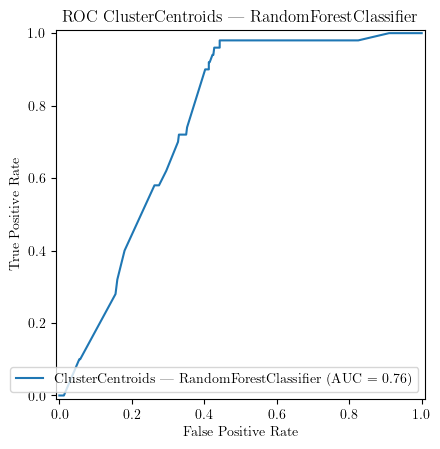 ROC ClusterCentroids — RandomForestClassifier
1.0
0.8
0.6
0.4
0.2
0.0
True Positive Rate
ClusterCentroids — RandomForestClassifier (AUC = 0.76)
0.0 0.2 0.4 0.6 0.8 1.0
False Positive Rate